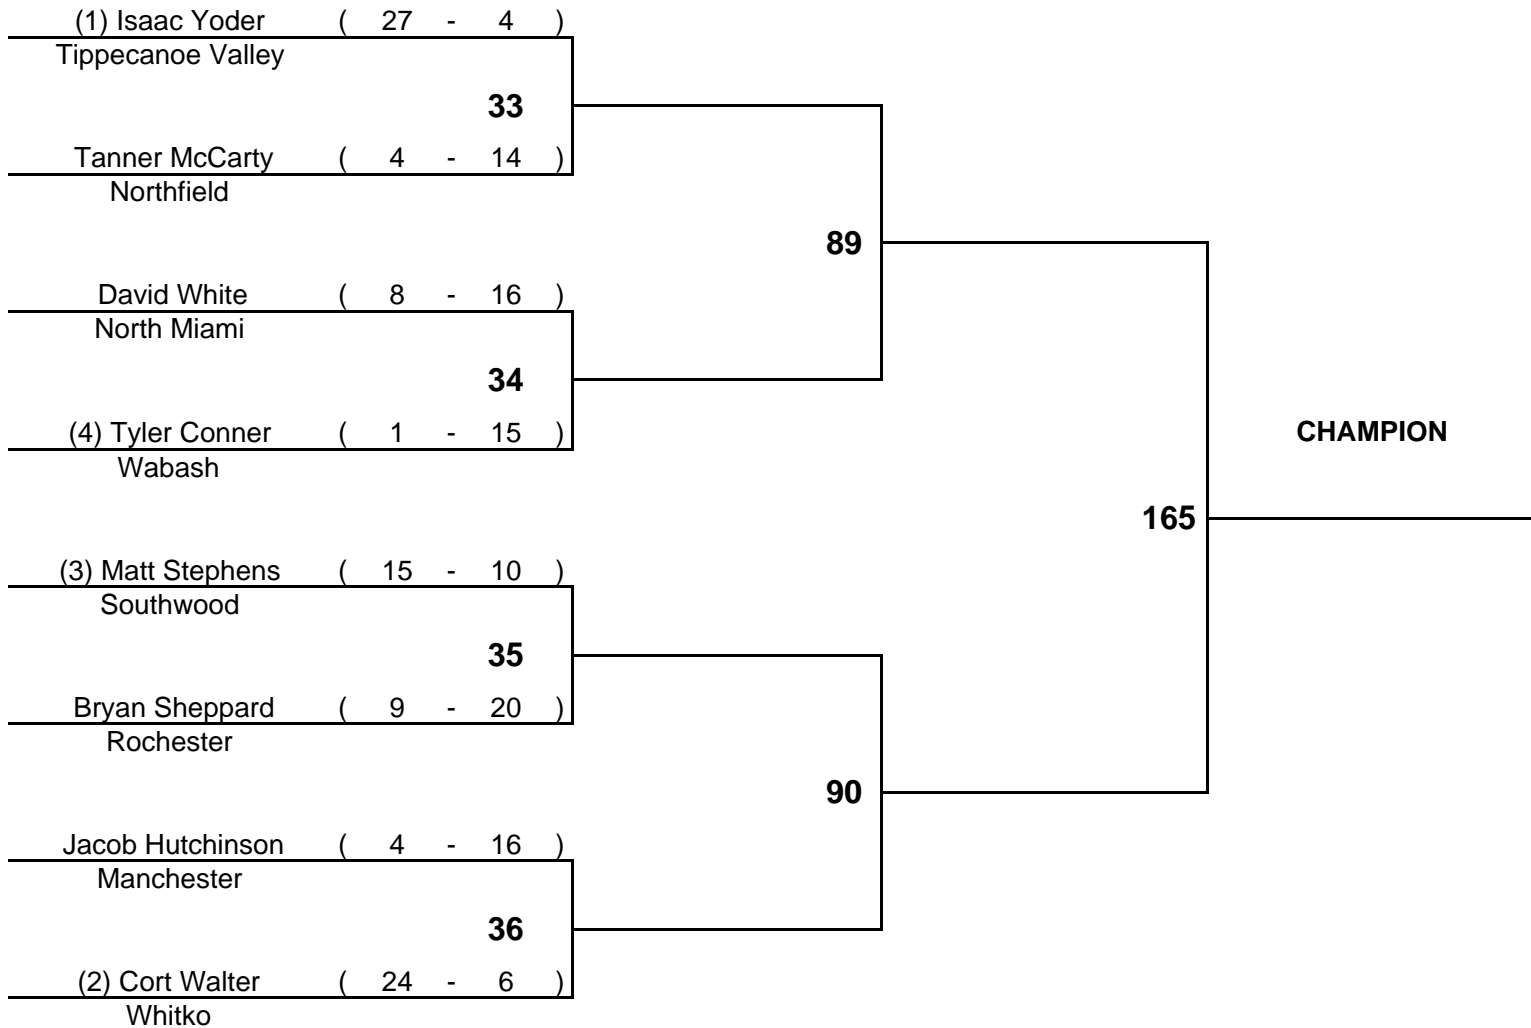 (1) Isaac Yoder ( 27 - 4 )
Tippecanoe Valley
33
Tanner McCarty ( 4 - 14 )
Northfield
89
David White ( 8 - 16 )
North Miami
34
(4) Tyler Conner ( 1 - 15 )
Wabash
CHAMPION
165
(3) Matt Stephens ( 15 - 10 )
Southwood
35
Bryan Sheppard ( 9 - 20 )
Rochester
90
Jacob Hutchinson ( 4 - 16 )
Manchester
36
(2) Cort Walter ( 24 - 6 )
Whitko